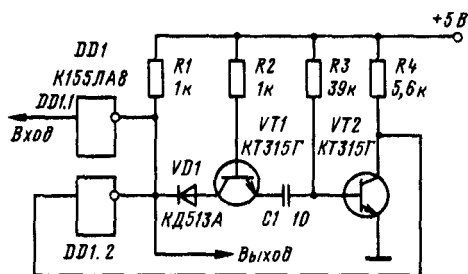 +5 В
DD1
К155ЛА8
DD1.1
Вход
R1
1к
R2
1к
R3
39к
R4
5,6к
VT1
КТ315Г
VT2
КТ315Г
VD1
КД513А
С1 10
DD1.2
Выход